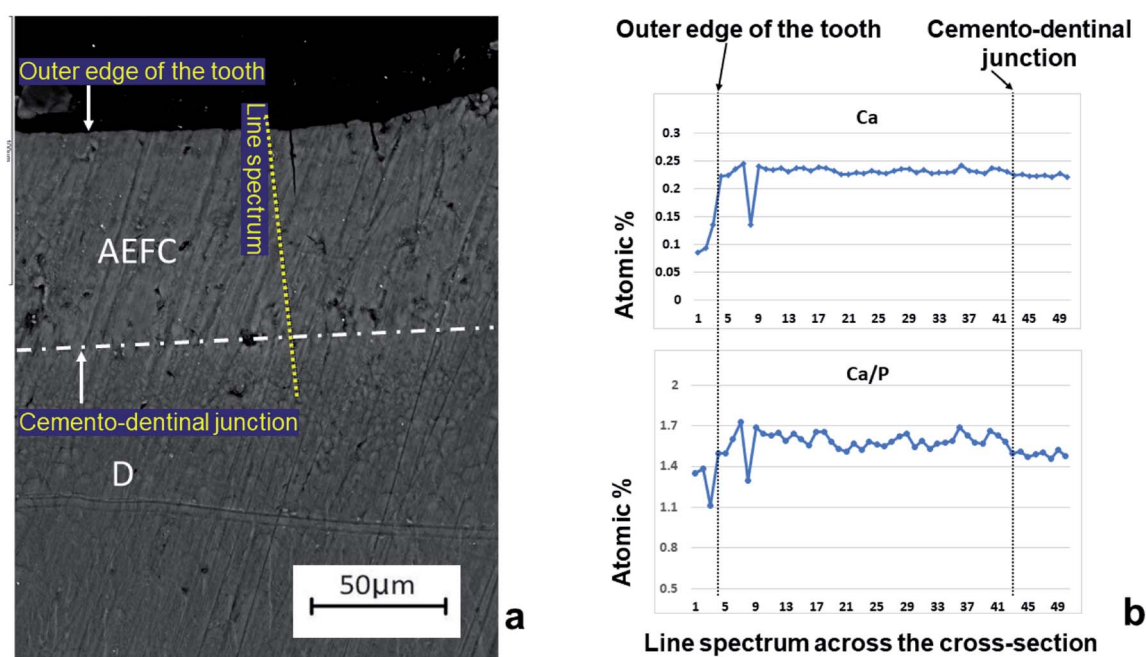 Outer edge of the tooth
Line spectrum
AEFC
Cemento-dentinal junction
D
50µm
a
Outer edge of the tooth
Cemento-dentinal
junction
Ca
Atomic %
0.3
0.25
0.2
0.15
0.1
0.05
0
1 5 9 13 17 21 25 29 33 37 41 45 49
Ca/P
Atomic %
2
1.7
1.4
1.1
0.8
0.5
1 5 9 13 17 21 25 29 33 37 41 45 49
Line spectrum across the cross-section
b